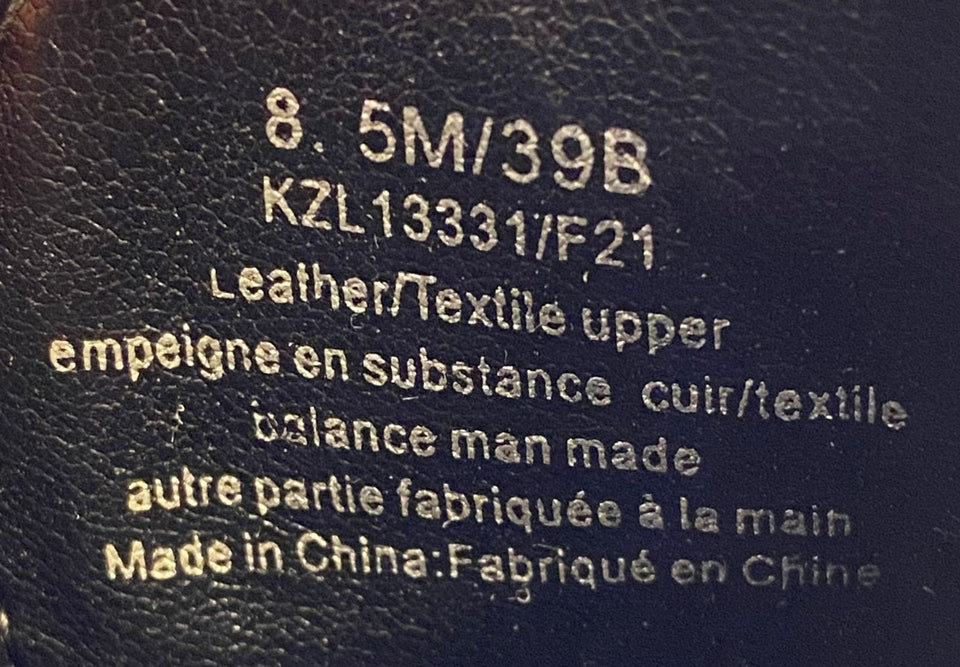 8. 5M/39B
KZL13331/F21
Leather/Textile upper
empeigne en substance cuir/textile
balance man made
autre partie fabriquée à la main
Made in China:Fabriqué en Chine